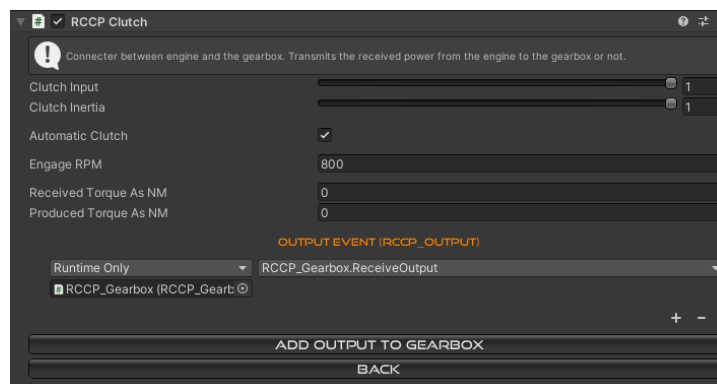 # RCCP Clutch
Connecter between engine and the gearbox. Transmits the received power from the engine to the gearbox or not.
Clutch Input 1
Clutch Inertia 1
Automatic Clutch
Engage RPM 800
Received Torque As NM 0
Produced Torque As NM 0
OUTPUT EVENT (RCCP_OUTPUT)
Runtime Only RCCP_Gearbox.ReceiveOutput
RCCP_Gearbox (RCCP_Gearb
+ −
ADD OUTPUT TO GEARBOX
BACK